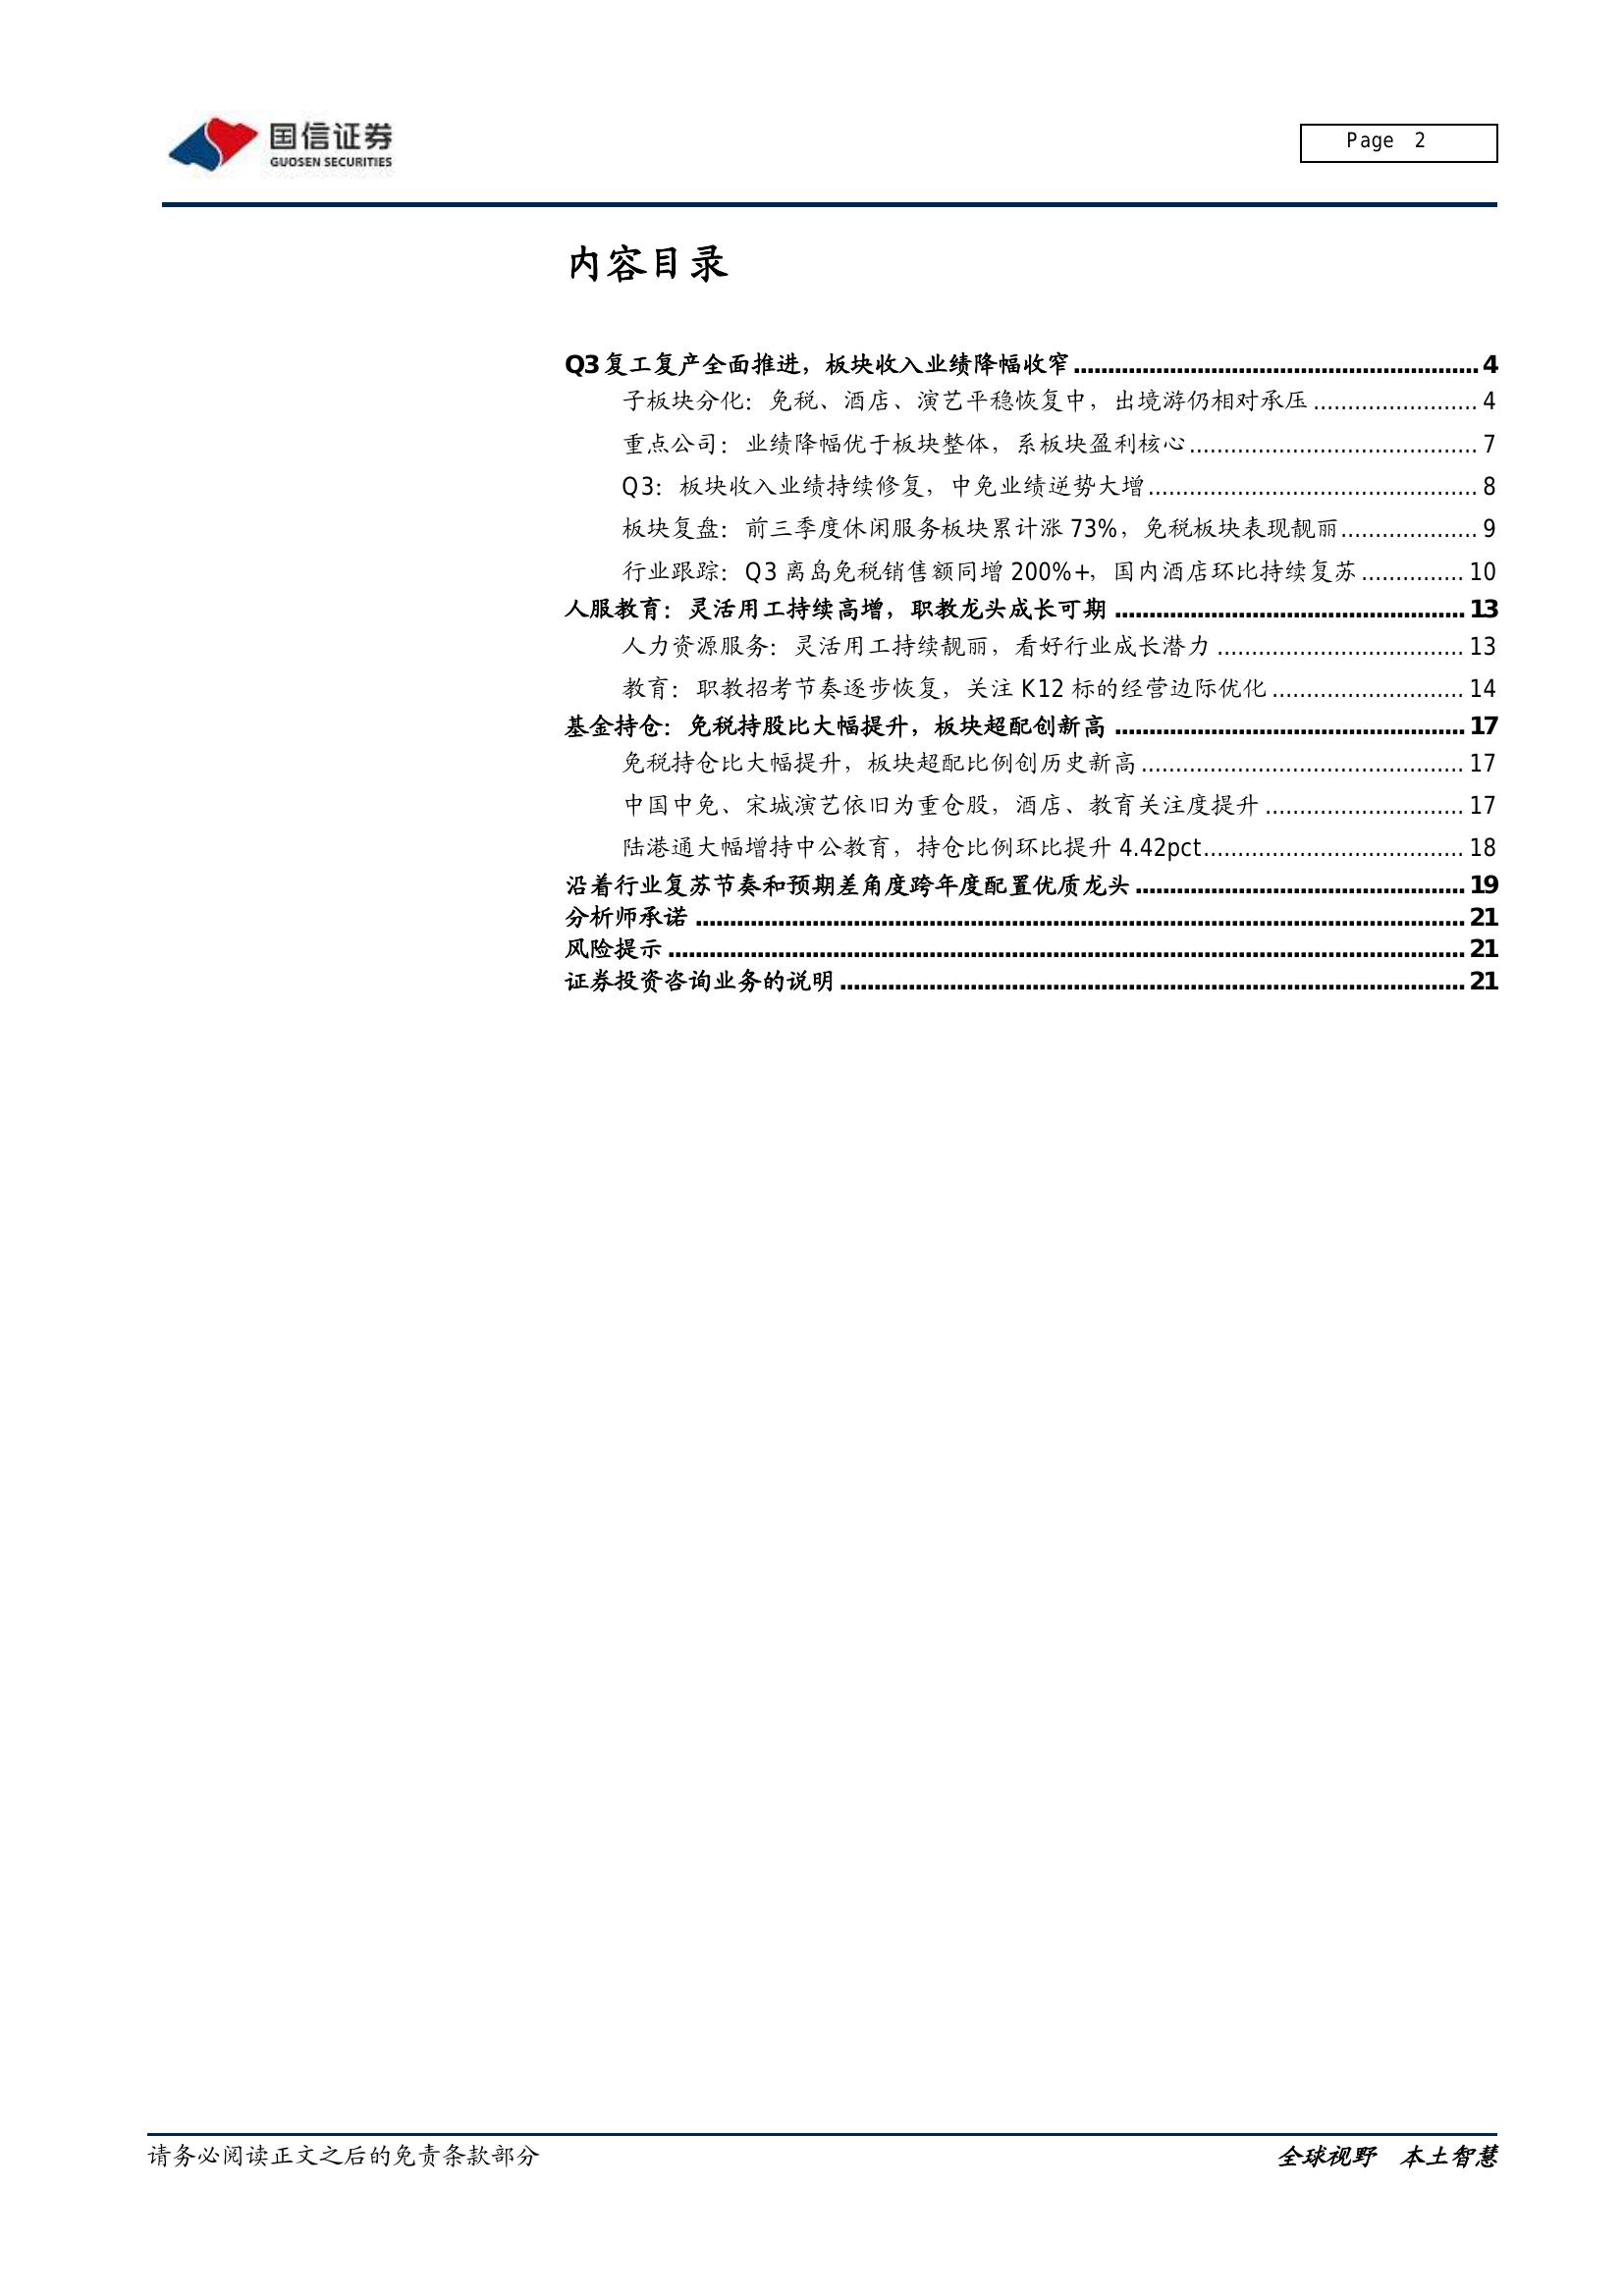 国信证券
GUOSEN SECURITIES
Page 2
内容目录
Q3 复工复产全面推进，板块收入业绩降幅收窄 ........................................................... 4
子板块分化：免税、酒店、演艺平稳恢复中，出境游仍相对承压 ........................ 4
重点公司：业绩降幅优于板块整体，系板块盈利核心 .......................................... 7
Q3：板块收入业绩持续修复，中免业绩逆势大增 ................................................ 8
板块复盘：前三季度休闲服务板块累计涨 73%，免税板块表现靓丽 .................... 9
行业跟踪：Q3 离岛免税销售额同增 200%+，国内酒店环比持续复苏 ............... 10
人服教育：灵活用工持续高增，职教龙头成长可期 ................................................... 13
人力资源服务：灵活用工持续靓丽，看好行业成长潜力 .................................... 13
教育：职教招考节奏逐步恢复，关注 K12 标的经营边际优化 ............................ 14
基金持仓：免税持股比大幅提升，板块超配创新高 ................................................... 17
免税持仓比大幅提升，板块超配比例创历史新高 ............................................... 17
中国中免、宋城演艺依旧为重仓股，酒店、教育关注度提升 ............................. 17
陆港通大幅增持中公教育，持仓比例环比提升 4.42pct ...................................... 18
沿着行业复苏节奏和预期差角度跨年度配置优质龙头 ................................................ 19
分析师承诺 ................................................................................................................ 21
风险提示 .................................................................................................................... 21
证券投资咨询业务的说明 ........................................................................................... 21
请务必阅读正文之后的免责条款部分
全球视野 本土智慧